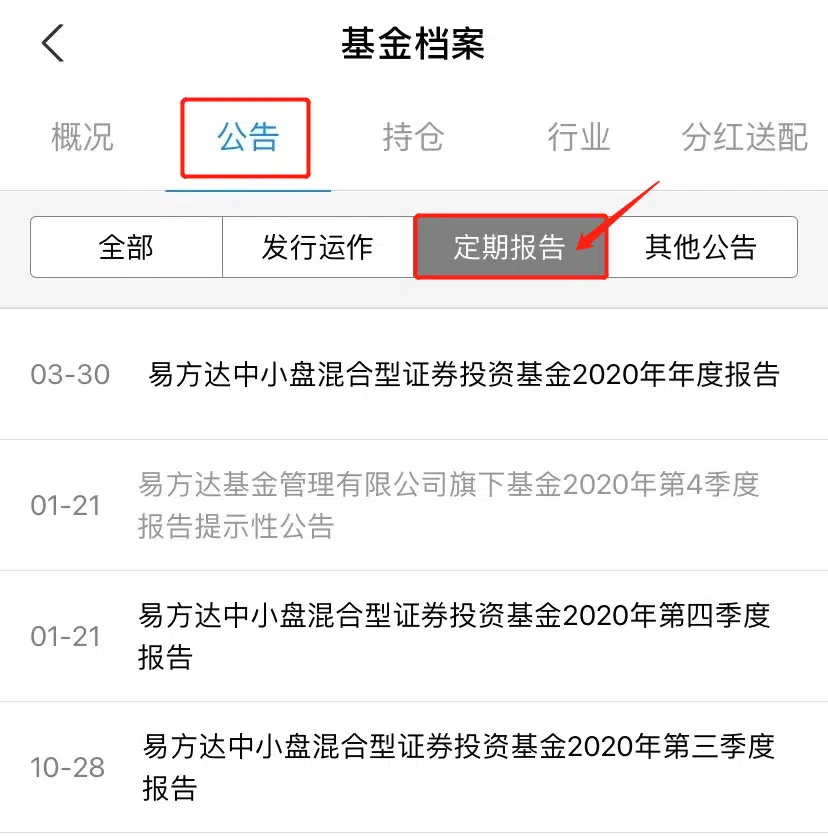 基金档案
概况 公告 持仓 行业 分红送配
全部 发行运作 定期报告 其他公告
03-30 易方达中小盘混合型证券投资基金2020年年度报告
01-21 易方达基金管理有限公司旗下基金2020年第4季度
报告提示性公告
01-21 易方达中小盘混合型证券投资基金2020年第四季度
报告
10-28 易方达中小盘混合型证券投资基金2020年第三季度
报告